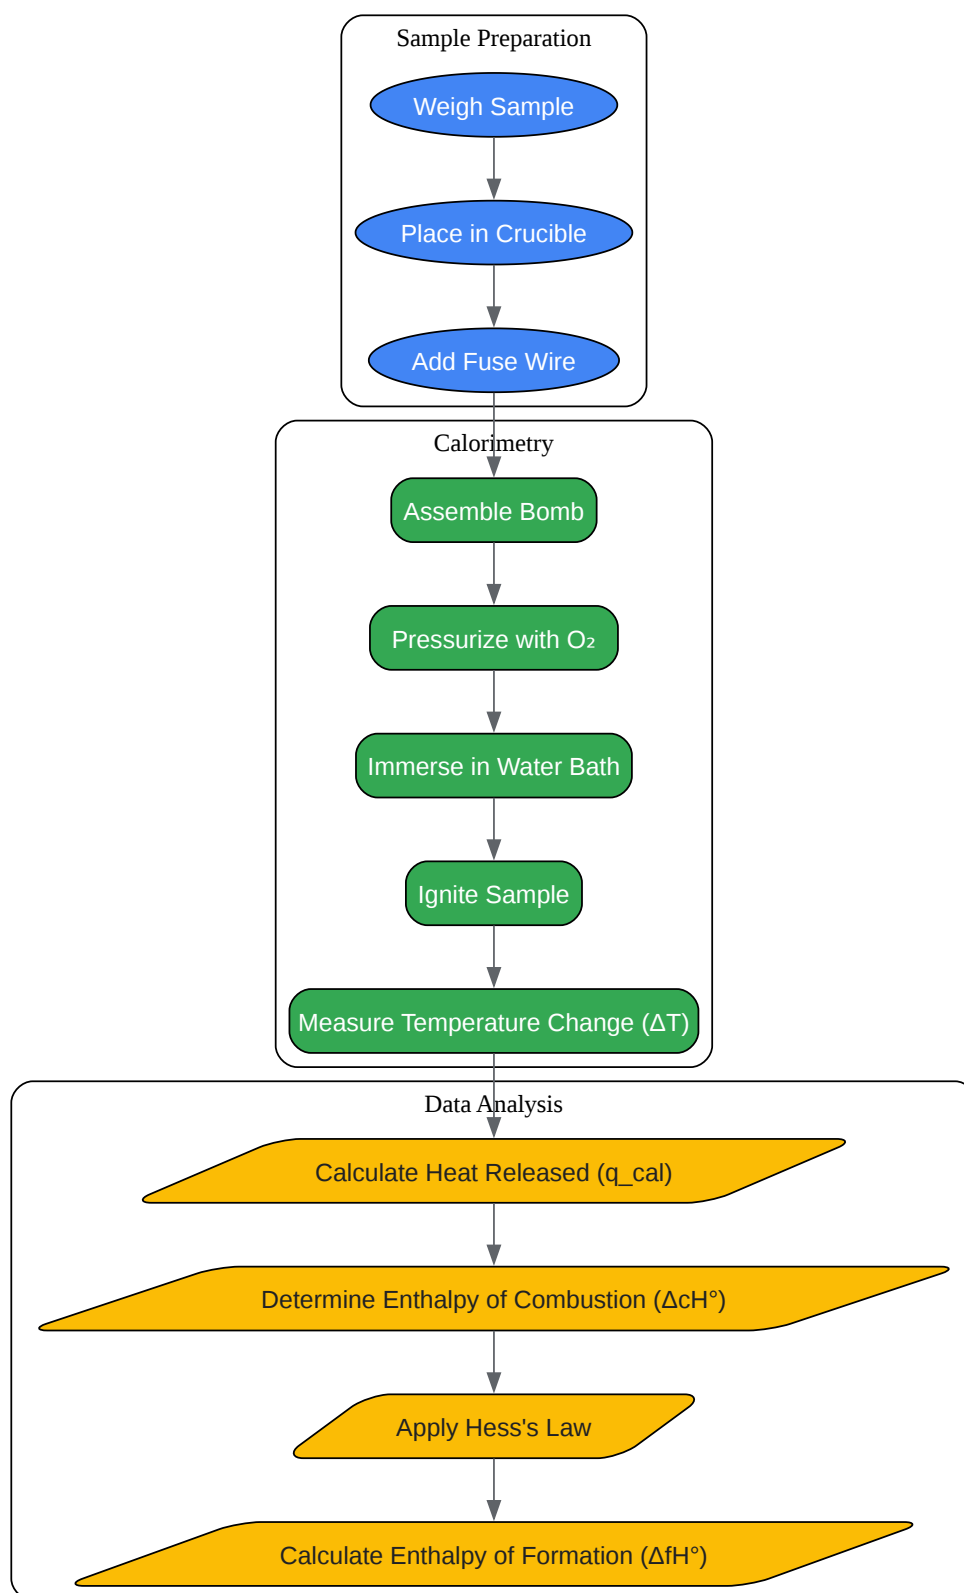 Sample Preparation
Weigh Sample
Place in Crucible
Add Fuse Wire
Calorimetry
Assemble Bomb
Pressurize with O₂
Immerse in Water Bath
Ignite Sample
Measure Temperature Change (ΔT)
Data Analysis
Calculate Heat Released (q_cal)
Determine Enthalpy of Combustion (ΔcH°)
Apply Hess's Law
Calculate Enthalpy of Formation (ΔfH°)